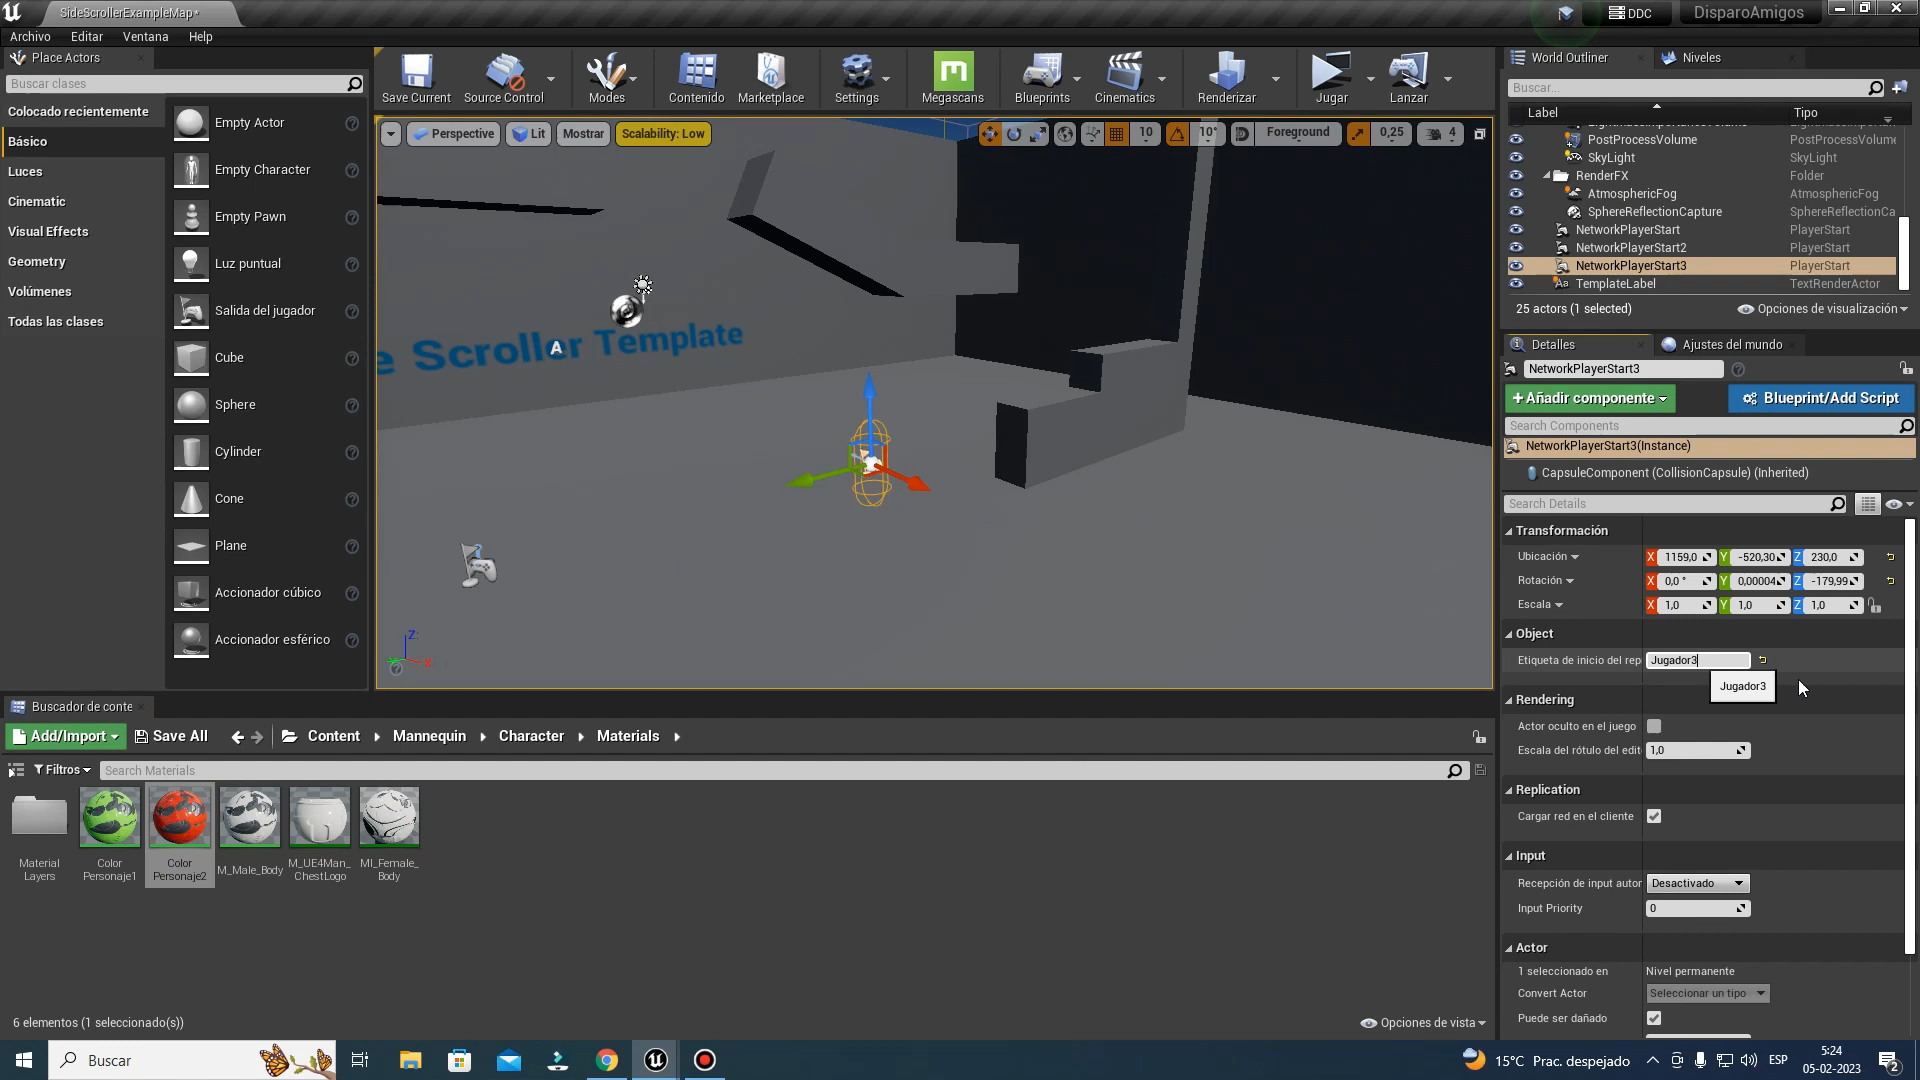 SideScrollerExampleMap*
DDC
DisparoAmigos
Archivo
Editar
Ventana
Help
Place Actors
Buscar clases
Colocado recientemente
Básico
Luces
Cinematic
Visual Effects
Geometry
Volúmenes
Todas las clases
Empty Actor
Empty Character
Empty Pawn
Luz puntual
Salida del jugador
Cube
Sphere
Cylinder
Cone
Plane
Accionador cúbico
Accionador esférico
Save Current
Source Control
Modes
Contenido
Marketplace
Settings
Megascans
Blueprints
Cinematics
Renderizar
Jugar
Lanzar
Perspective
Lit
Mostrar
Scalability: Low
10
10°
Foreground
0,25
4
e Scroller Template
A
Z
X
World Outliner
Niveles
Buscar...
Label
Tipo
PostProcessVolume
PostProcessVolume
SkyLight
SkyLight
RenderFX
Folder
AtmosphericFog
AtmosphericFog
SphereReflectionCapture
SphereReflectionCa
NetworkPlayerStart
PlayerStart
NetworkPlayerStart2
PlayerStart
NetworkPlayerStart3
PlayerStart
TemplateLabel
TextRenderActor
25 actors (1 selected)
Opciones de visualización
Detalles
Ajustes del mundo
NetworkPlayerStart3
+Añadir componente
Blueprint/Add Script
Search Components
NetworkPlayerStart3(Instance)
CapsuleComponent (CollisionCapsule) (Inherited)
Search Details
Transformación
Ubicación
X 1159,0 Y -520,30 Z 230,0
Rotación
X 0,0 ° Y 0,00004 Z -179,99
Escala
X 1,0 Y 1,0 Z 1,0
Object
Etiqueta de inicio del rep
Jugador3
Jugador3
Rendering
Actor oculto en el juego
Escala del rótulo del edit
1,0
Replication
Cargar red en el cliente
Input
Recepción de input autor
Desactivado
Input Priority
0
Actor
1 seleccionado en
Nivel permanente
Convert Actor
Seleccionar un tipo
Puede ser dañado
Buscador de conte
Add/Import
Save All
Content
Mannequin
Character
Materials
Filtros
Search Materials
Material Layers
Color Personaje1
Color Personaje2
M_Male_Body
M_UE4Man_ChestLogo
MI_Female_Body
6 elementos (1 seleccionado(s))
Opciones de vista
Buscar
15°C Prac. despejado
ESP
5:24
05-02-2023
2